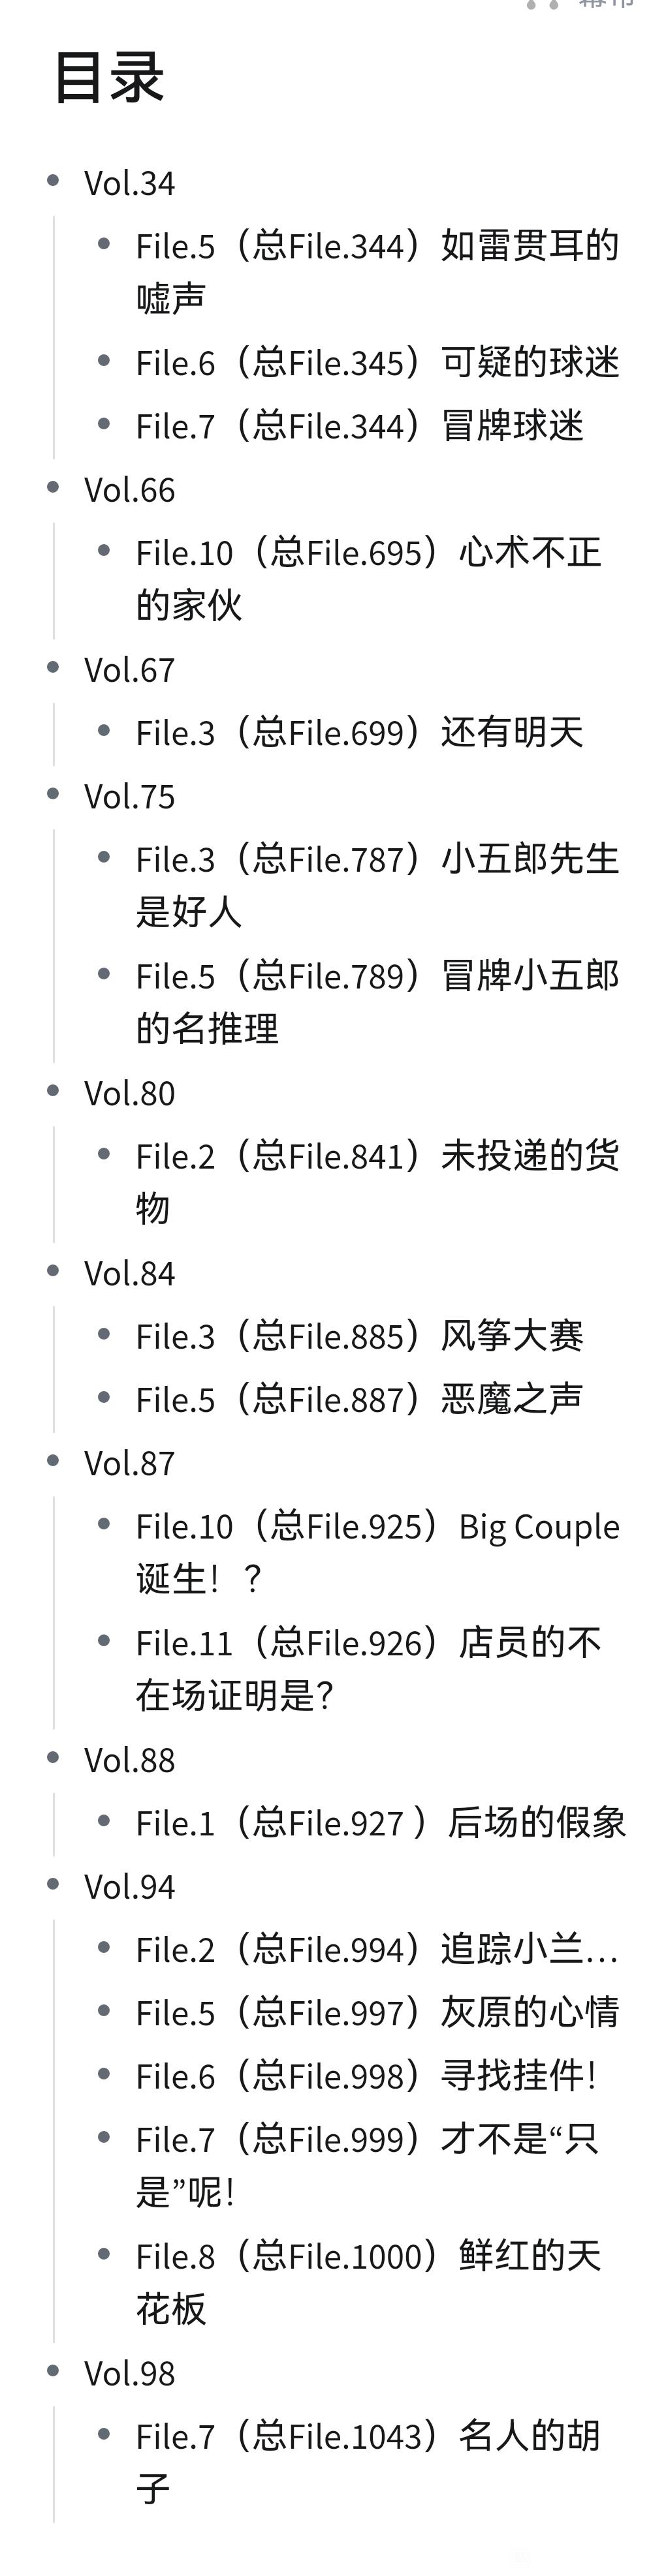 目录
Vol.34
File.5（总File.344）如雷贯耳的
嘘声
File.6（总File.345）可疑的球迷
File.7（总File.344）冒牌球迷
Vol.66
File.10（总File.695）心术不正
的家伙
Vol.67
File.3（总File.699）还有明天
Vol.75
File.3（总File.787）小五郎先生
是好人
File.5（总File.789）冒牌小五郎
的名推理
Vol.80
File.2（总File.841）未投递的货
物
Vol.84
File.3（总File.885）风筝大赛
File.5（总File.887）恶魔之声
Vol.87
File.10（总File.925）Big Couple
诞生！？
File.11（总File.926）店员的不
在场证明是?
Vol.88
File.1（总File.927 ）后场的假象
Vol.94
File.2（总File.994）追踪小兰…
File.5（总File.997）灰原的心情
File.6（总File.998）寻找挂件!
File.7（总File.999）才不是“只
是”呢!
File.8（总File.1000）鲜红的天
花板
Vol.98
File.7（总File.1043）名人的胡
子